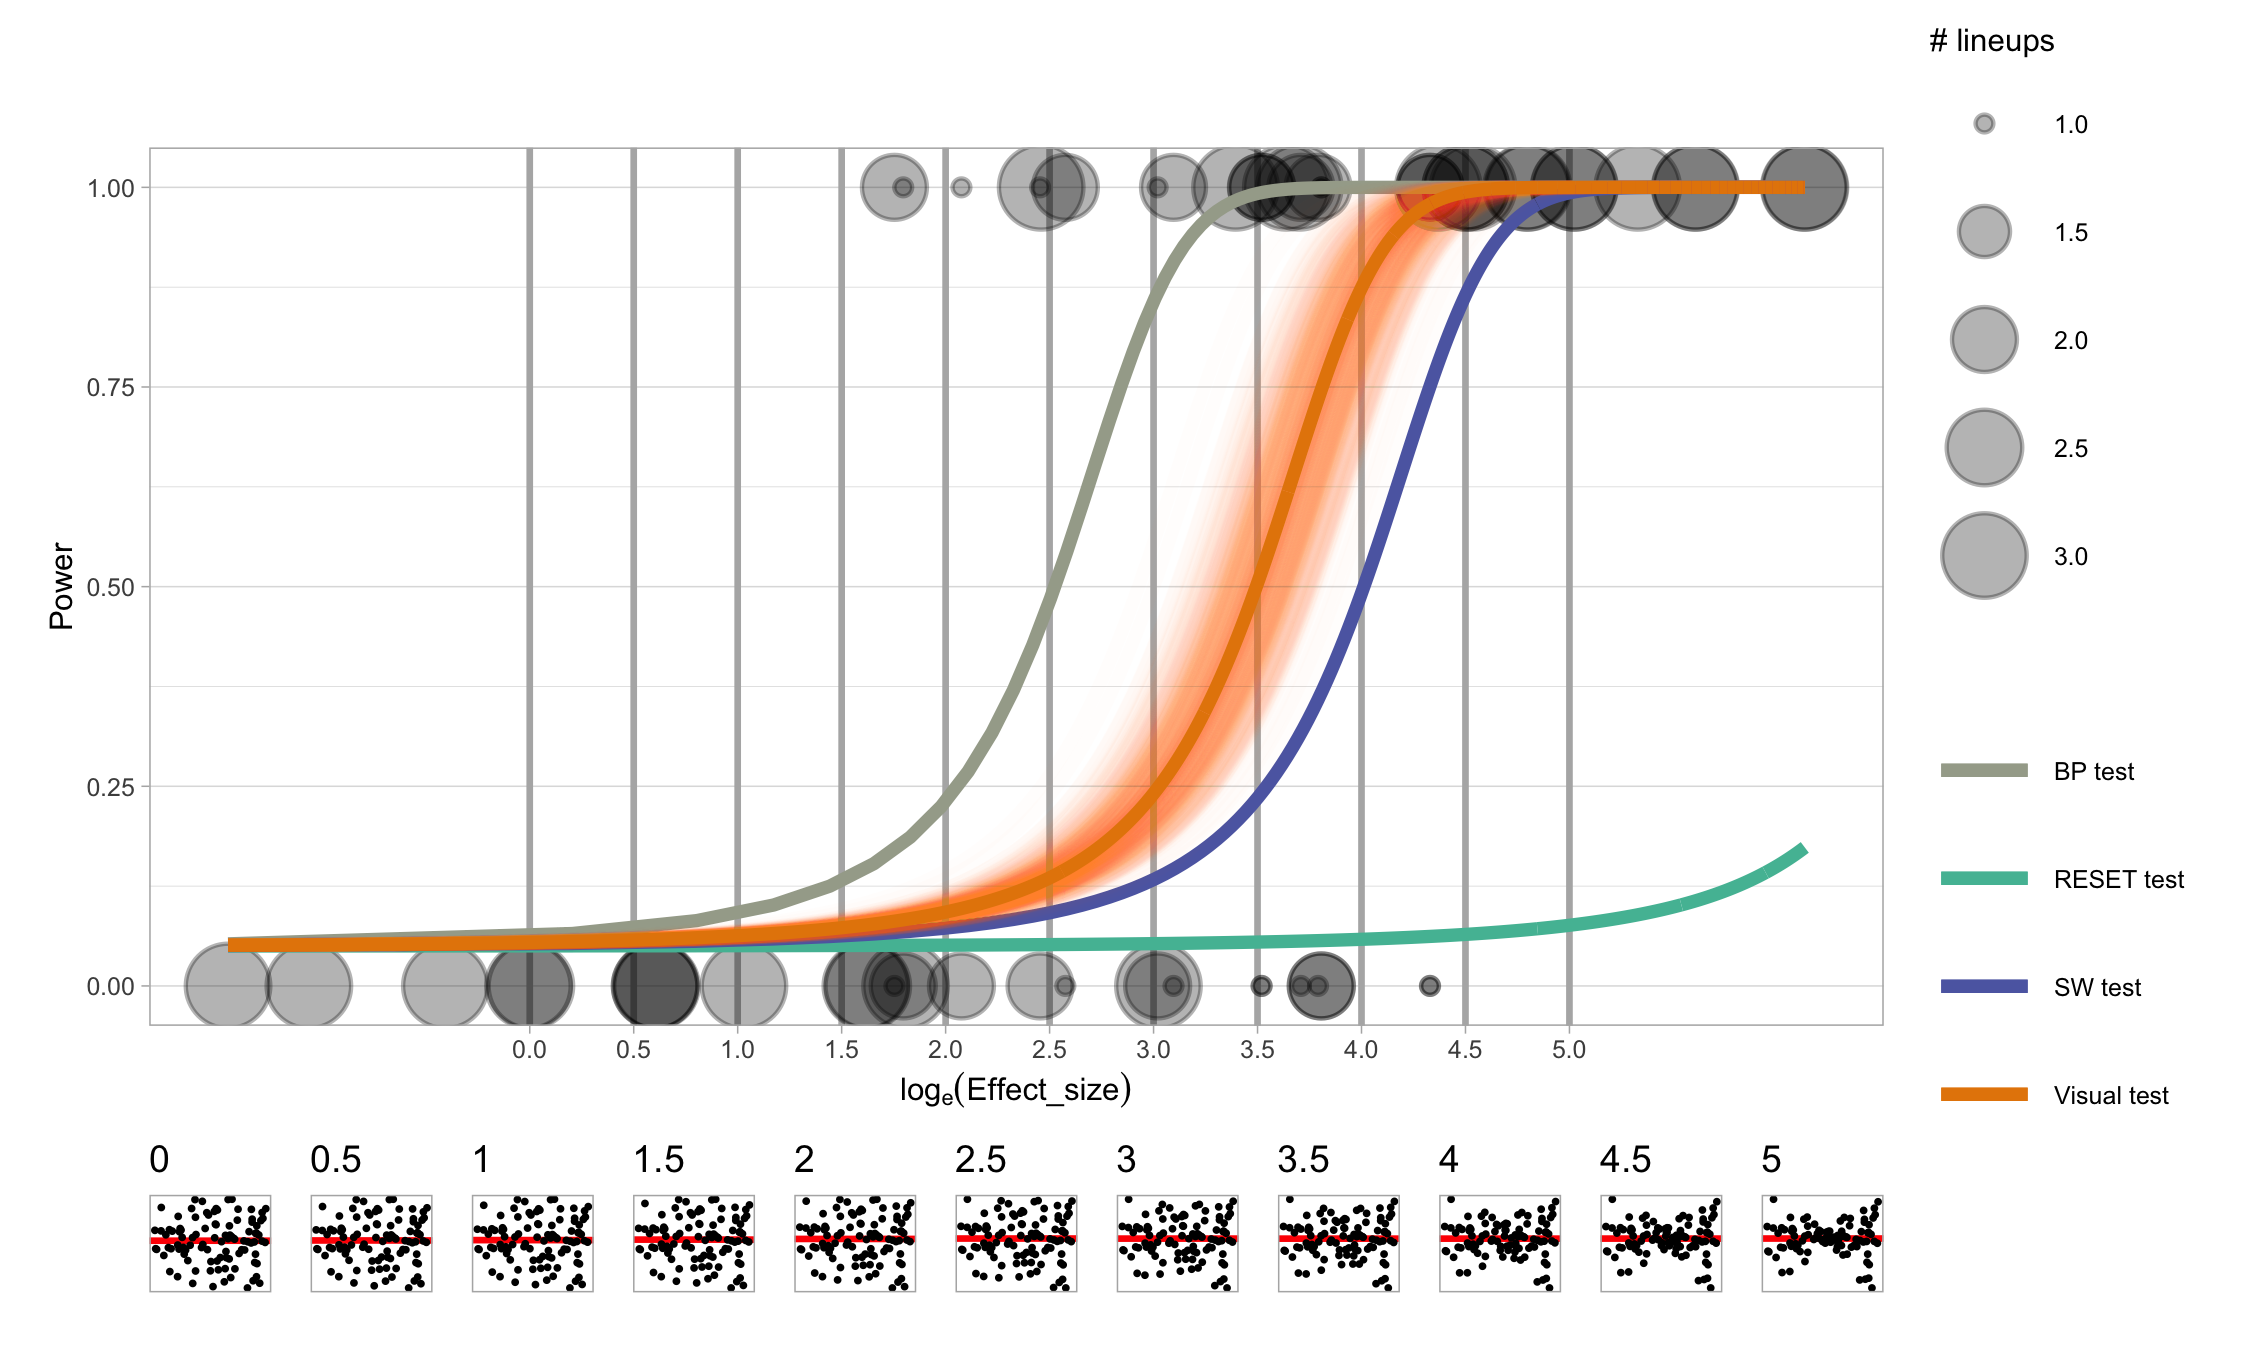 # lineups
1.0
1.5
2.0
2.5
3.0
BP test
RESET test
SW test
Visual test
Power
1.00
0.75
0.50
0.25
0.00
0.0 0.5 1.0 1.5 2.0 2.5 3.0 3.5 4.0 4.5 5.0
logₑ(Effect_size)
0 0.5 1 1.5 2 2.5 3 3.5 4 4.5 5